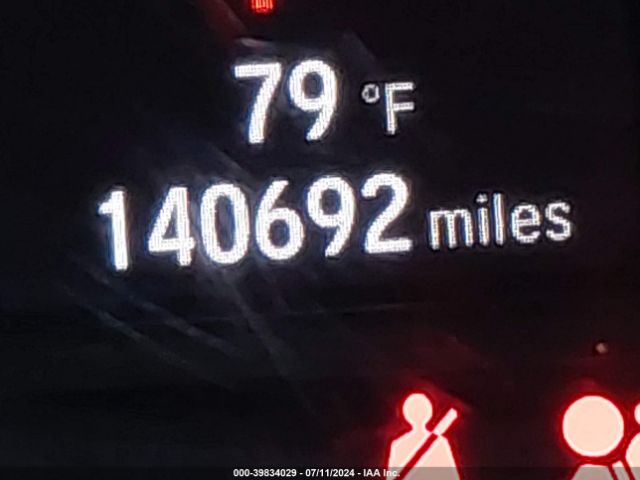 79 °F
140692 miles
000-39834029 - 07/11/2024 - IAA Inc.